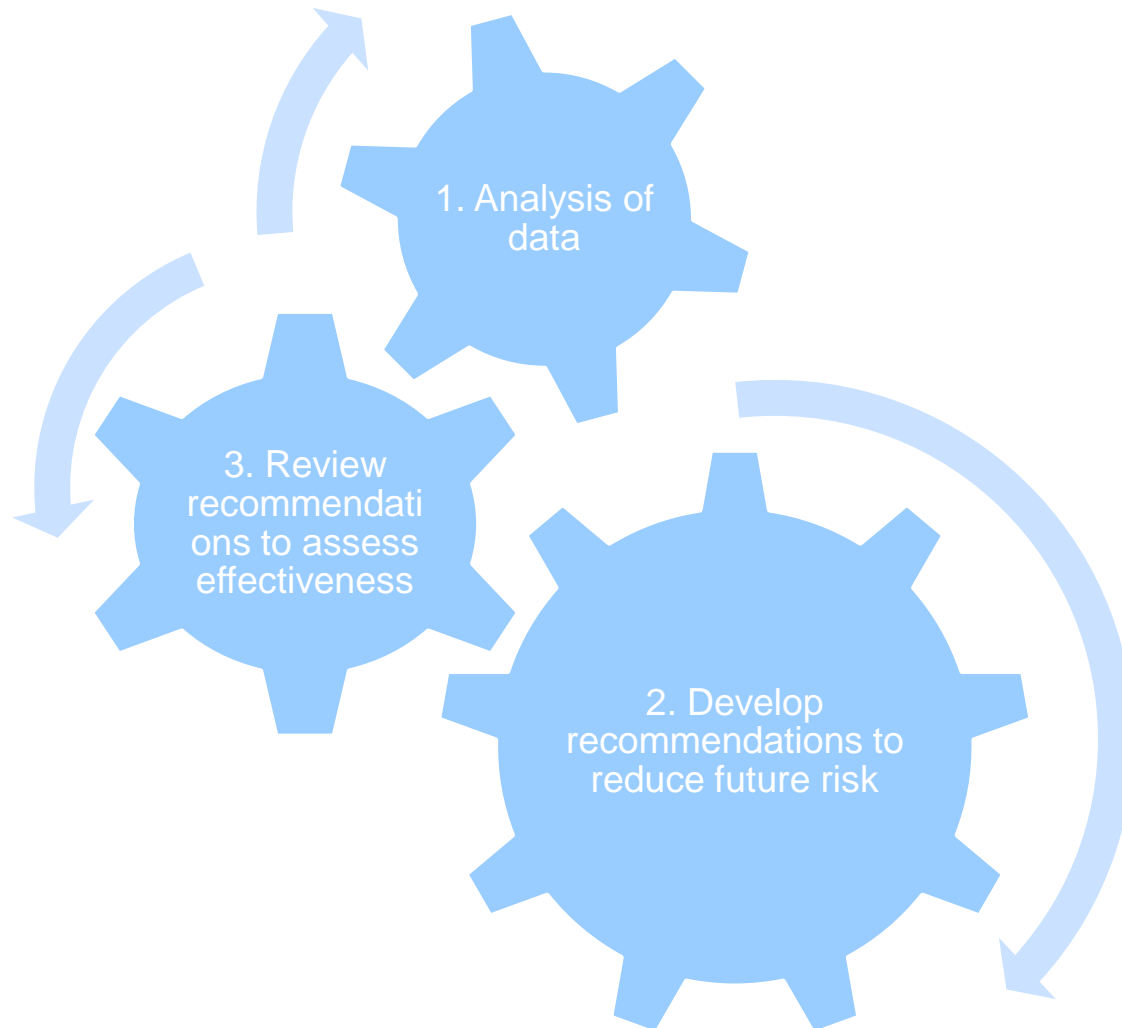 1. Analysis of
data
2. Develop
recommendations to
reduce future risk
3. Review
recommendati
ons to assess
effectiveness